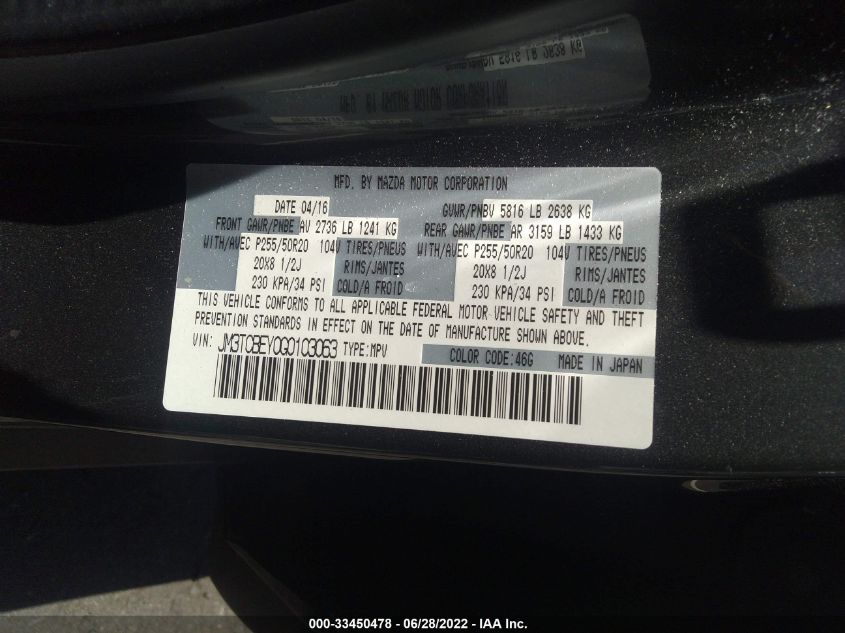 MFD. BY MAZDA MOTOR CORPORATION
DATE 04/16 GVWR/PNBV 5816 LB 2638 KG
FRONT GAWR/PNBE AV 2736 LB 1241 KG REAR GAWR/PNBE AR 3159 LB 1433 KG
WITH/AVEC P255/50R20 104V TIRES/PNEUS WITH/AVEC P255/50R20 104V TIRES/PNEUS
20X8 1/2J RIMS/JANTES 20X8 1/2J RIMS/JANTES
230 KPA/34 PSI COLD/A FROID 230 KPA/34 PSI COLD/A FROID
THIS VEHICLE CONFORMS TO ALL APPLICABLE FEDERAL MOTOR VEHICLE SAFETY AND THEFT
PREVENTION STANDARDS IN EFFECT ON THE DATE OF MANUFACTURE SHOWN ABOVE.
VIN: JM3TCBEY0G0103063 TYPE:MPV COLOR CODE:46G MADE IN JAPAN
000-33450478 - 06/28/2022 - IAA Inc.